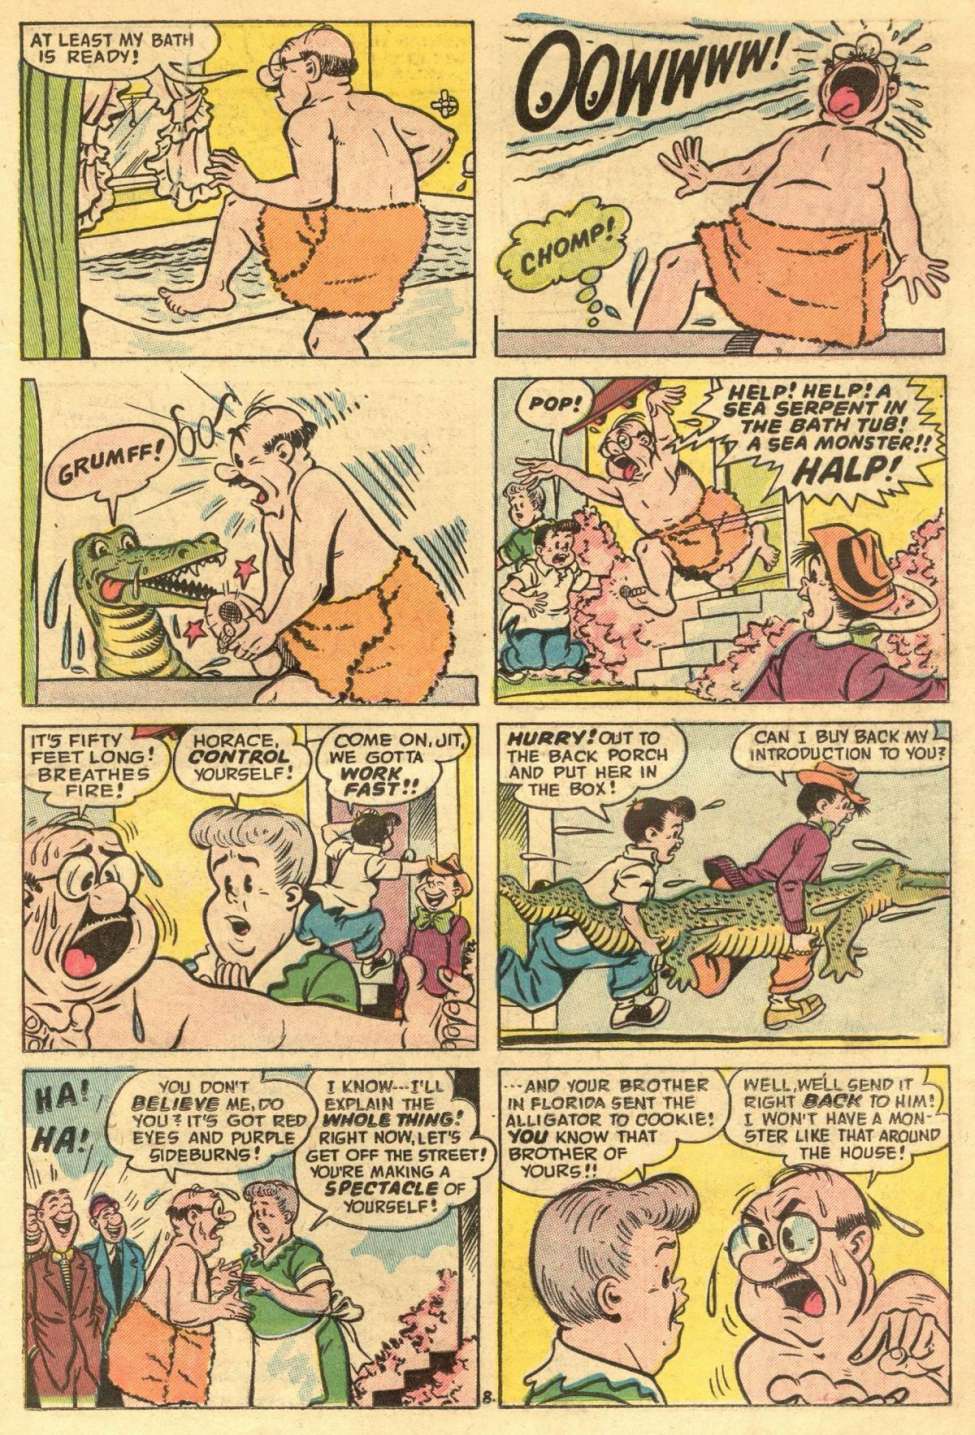 AT LEAST MY BATH
IS READY!
OOWWWW!
CHOMP!
GRUMFF!
POP!
HELP! HELP! A
SEA SERPENT IN
THE BATH TUB!
A SEA MONSTER!!
HALP!
IT'S FIFTY
FEET LONG!
BREATHES
FIRE!
HORACE,
CONTROL
YOURSELF!
COME ON, JIT,
WE GOTTA
WORK
FAST!!
HURRY! OUT TO
THE BACK PORCH
AND PUT HER IN
THE BOX!
CAN I BUY BACK MY
INTRODUCTION TO YOU?
HA!
HA!
YOU DON'T
BELIEVE ME, DO
YOU? IT'S GOT RED
EYES AND PURPLE
SIDEBURNS!
I KNOW---I'LL
EXPLAIN THE
WHOLE THING!
RIGHT NOW, LET'S
GET OFF THE STREET!
YOU'RE MAKING A
SPECTACLE OF
YOURSELF!
8.
---AND YOUR BROTHER
IN FLORIDA SENT THE
ALLIGATOR TO COOKIE!
YOU KNOW THAT
BROTHER OF
YOURS!!
WELL, WE'LL SEND IT
RIGHT BACK TO HIM!
I WON'T HAVE A MON-
STER LIKE THAT AROUND
THE HOUSE!